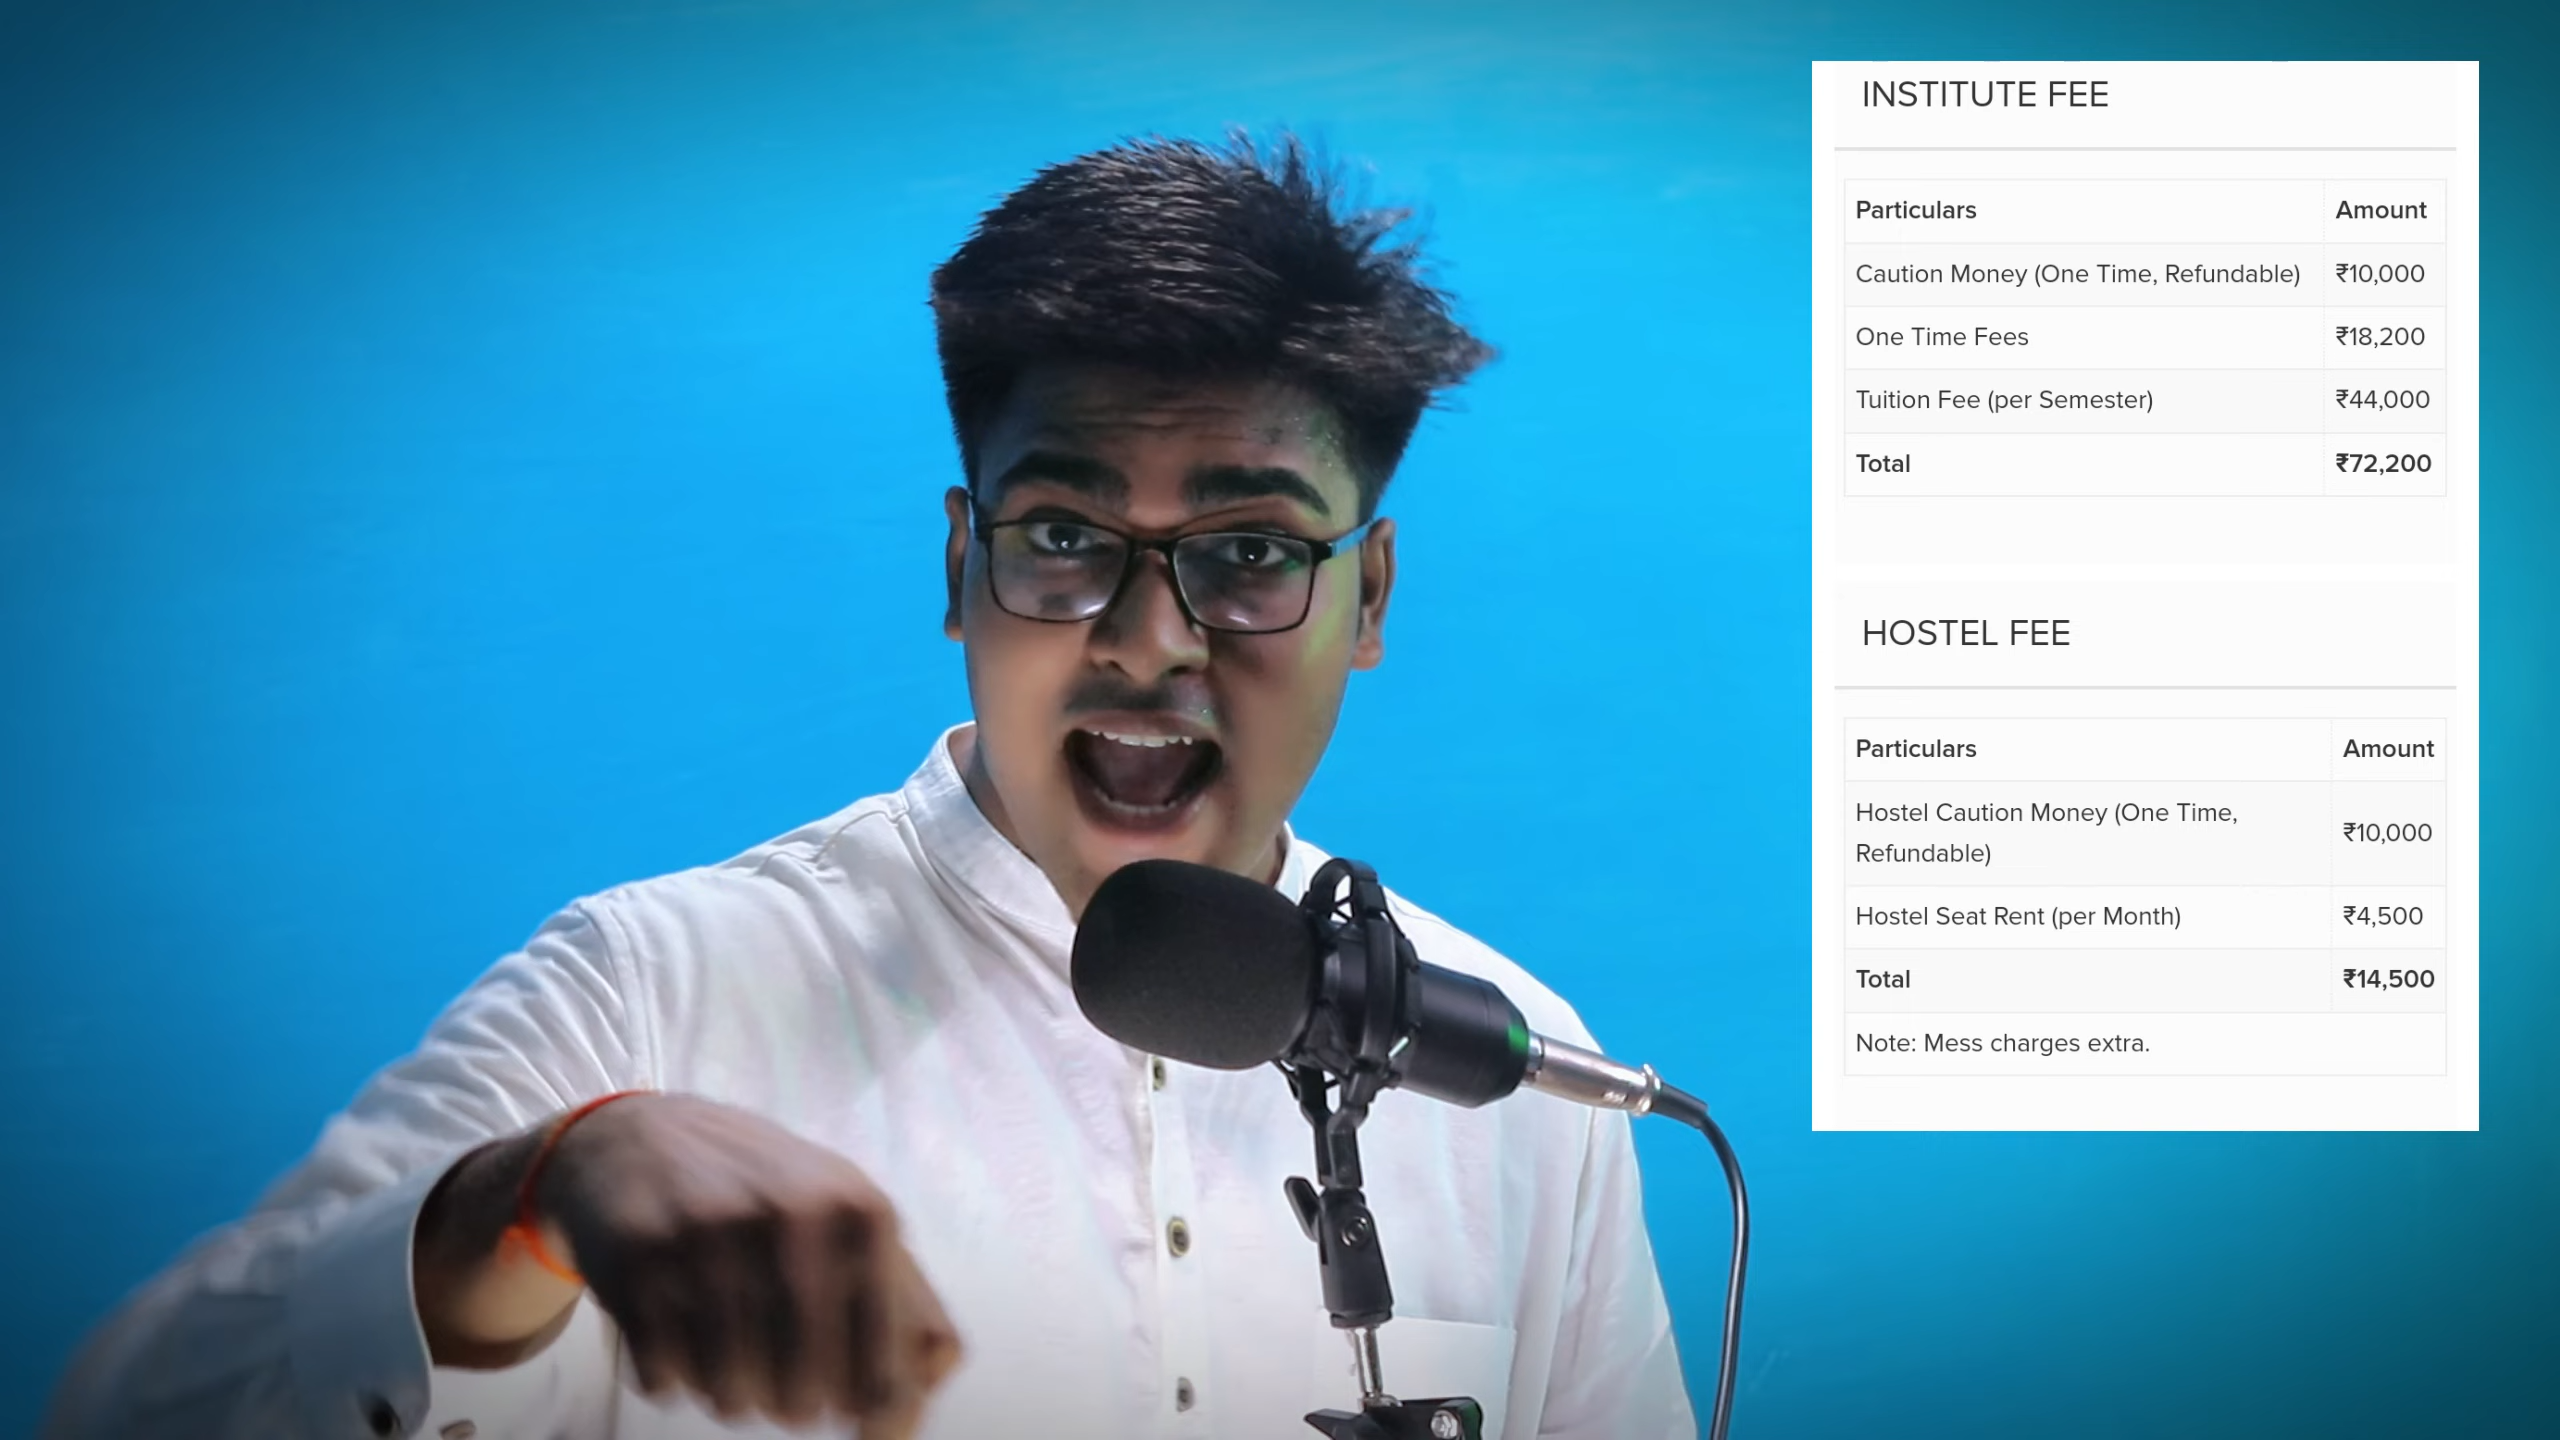 INSTITUTE FEE
Particulars Amount
Caution Money (One Time, Refundable) ₹10,000
One Time Fees ₹18,200
Tuition Fee (per Semester) ₹44,000
Total ₹72,200
HOSTEL FEE
Particulars Amount
Hostel Caution Money (One Time,
Refundable) ₹10,000
Hostel Seat Rent (per Month) ₹4,500
Total ₹14,500
Note: Mess charges extra.